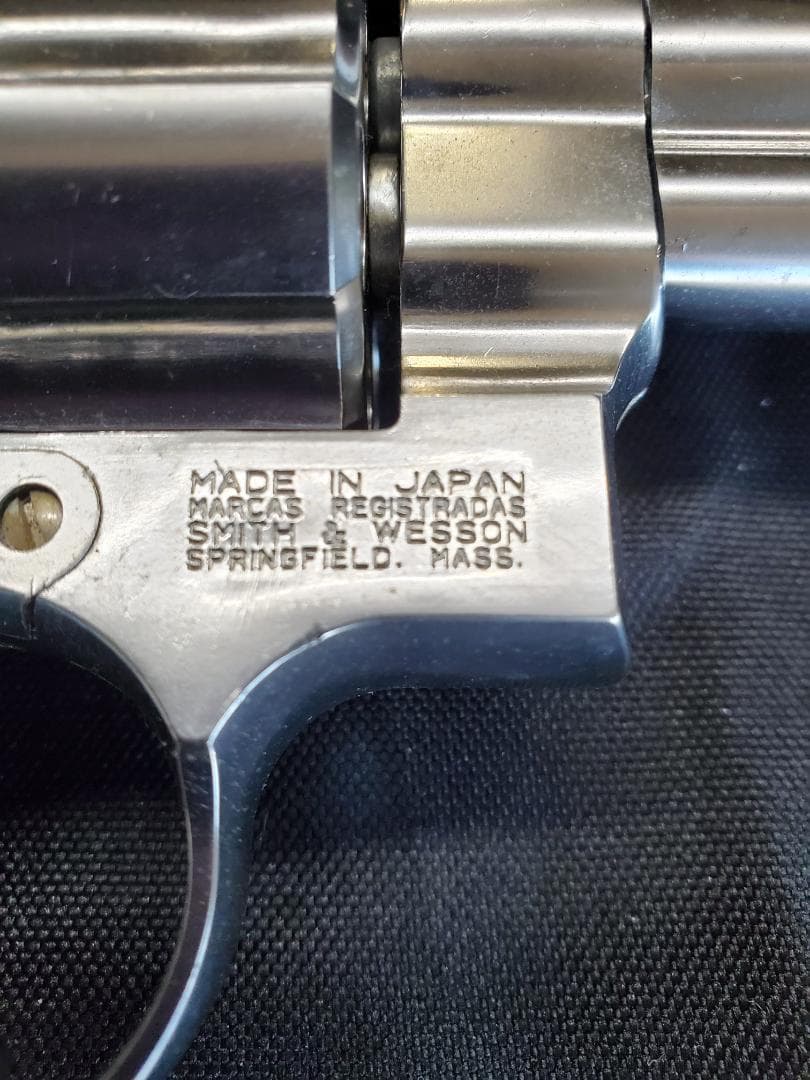 MADE IN JAPAN
MARCAS REGISTRADAS
SMITH & WESSON
SPRINGFIELD. MASS.